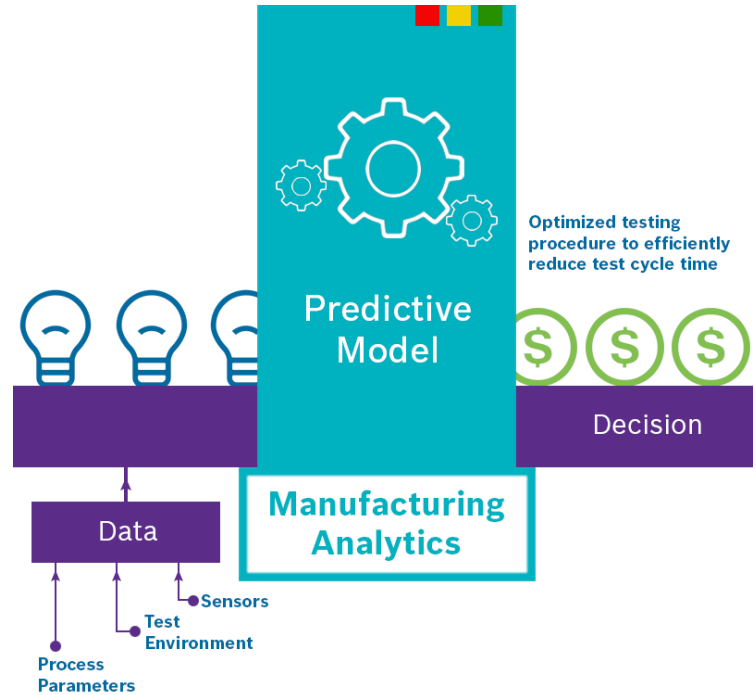 Optimized testing
procedure to efficiently
reduce test cycle time
Predictive
Model
$ $ $
Decision
Manufacturing
Analytics
Data
Sensors
Test
Environment
Process
Parameters